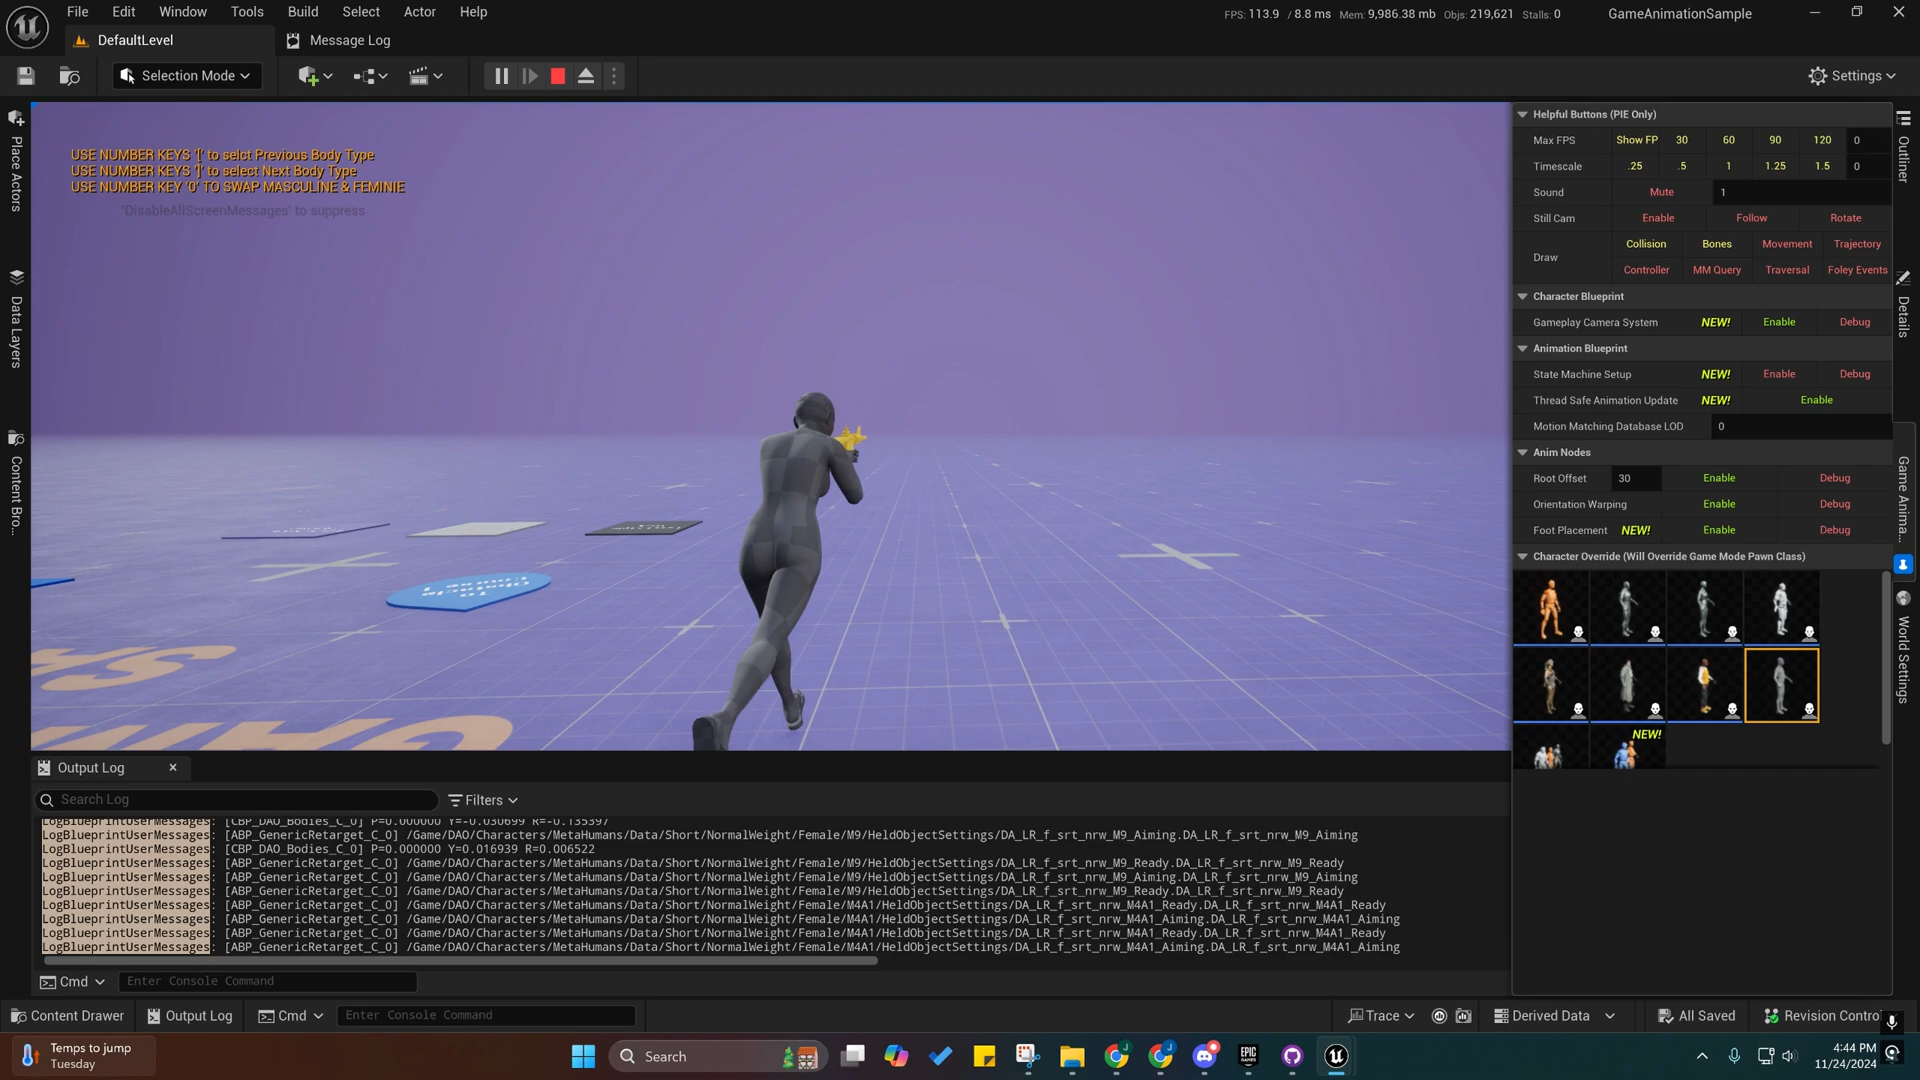 File Edit Window Tools Build Select Actor Help
FPS: 113.9 / 8.8 ms Mem: 9,986.38 mb Objs: 219,621 Stalls: 0
GameAnimationSample
DefaultLevel
Message Log
Selection Mode
Settings
Place Actors
Data Layers
Content Bro...
USE NUMBER KEYS '[' to selct Previous Body Type
USE NUMBER KEYS ']' to select Next Body Type
USE NUMBER KEY '0' TO SWAP MASCULINE & FEMINIE
'DisableAllScreenMessages' to suppress
Helpful Buttons (PIE Only)
Max FPS Show FP 30 60 90 120 0
Timescale .25 .5 1 1.25 1.5 0
Sound Mute 1
Still Cam Enable Follow Rotate
Draw
Collision Bones Movement Trajectory
Controller MM Query Traversal Foley Events
Character Blueprint
Gameplay Camera System NEW! Enable Debug
Animation Blueprint
State Machine Setup NEW! Enable Debug
Thread Safe Animation Update NEW! Enable
Motion Matching Database LOD 0
Anim Nodes
Root Offset 30 Enable Debug
Orientation Warping Enable Debug
Foot Placement NEW! Enable Debug
Character Override (Will Override Game Mode Pawn Class)
NEW!
Outliner
Details
Game Anima...
World Settings
Output Log
Search Log
Filters
LogBlueprintUserMessages: [CBP_DAO_Bodies_C_0] P=0.000000 Y=-0.030699 R=-0.135397
LogBlueprintUserMessages: [ABP_GenericRetarget_C_0] /Game/DAO/Characters/MetaHumans/Data/Short/NormalWeight/Female/M9/HeldObjectSettings/DA_LR_f_srt_nrw_M9_Aiming.DA_LR_f_srt_nrw_M9_Aiming
LogBlueprintUserMessages: [CBP_DAO_Bodies_C_0] P=0.000000 Y=0.016939 R=0.006522
LogBlueprintUserMessages: [ABP_GenericRetarget_C_0] /Game/DAO/Characters/MetaHumans/Data/Short/NormalWeight/Female/M9/HeldObjectSettings/DA_LR_f_srt_nrw_M9_Ready.DA_LR_f_srt_nrw_M9_Ready
LogBlueprintUserMessages: [ABP_GenericRetarget_C_0] /Game/DAO/Characters/MetaHumans/Data/Short/NormalWeight/Female/M9/HeldObjectSettings/DA_LR_f_srt_nrw_M9_Aiming.DA_LR_f_srt_nrw_M9_Aiming
LogBlueprintUserMessages: [ABP_GenericRetarget_C_0] /Game/DAO/Characters/MetaHumans/Data/Short/NormalWeight/Female/M9/HeldObjectSettings/DA_LR_f_srt_nrw_M9_Ready.DA_LR_f_srt_nrw_M9_Ready
LogBlueprintUserMessages: [ABP_GenericRetarget_C_0] /Game/DAO/Characters/MetaHumans/Data/Short/NormalWeight/Female/M4A1/HeldObjectSettings/DA_LR_f_srt_nrw_M4A1_Ready.DA_LR_f_srt_nrw_M4A1_Ready
LogBlueprintUserMessages: [ABP_GenericRetarget_C_0] /Game/DAO/Characters/MetaHumans/Data/Short/NormalWeight/Female/M4A1/HeldObjectSettings/DA_LR_f_srt_nrw_M4A1_Aiming.DA_LR_f_srt_nrw_M4A1_Aiming
LogBlueprintUserMessages: [ABP_GenericRetarget_C_0] /Game/DAO/Characters/MetaHumans/Data/Short/NormalWeight/Female/M4A1/HeldObjectSettings/DA_LR_f_srt_nrw_M4A1_Ready.DA_LR_f_srt_nrw_M4A1_Ready
LogBlueprintUserMessages: [ABP_GenericRetarget_C_0] /Game/DAO/Characters/MetaHumans/Data/Short/NormalWeight/Female/M4A1/HeldObjectSettings/DA_LR_f_srt_nrw_M4A1_Aiming.DA_LR_f_srt_nrw_M4A1_Aiming
Cmd Enter Console Command
Content Drawer Output Log Cmd Enter Console Command Trace Derived Data All Saved Revision Contro
Temps to jump
Tuesday
Search
EPIC GAMES
4:44 PM
11/24/2024